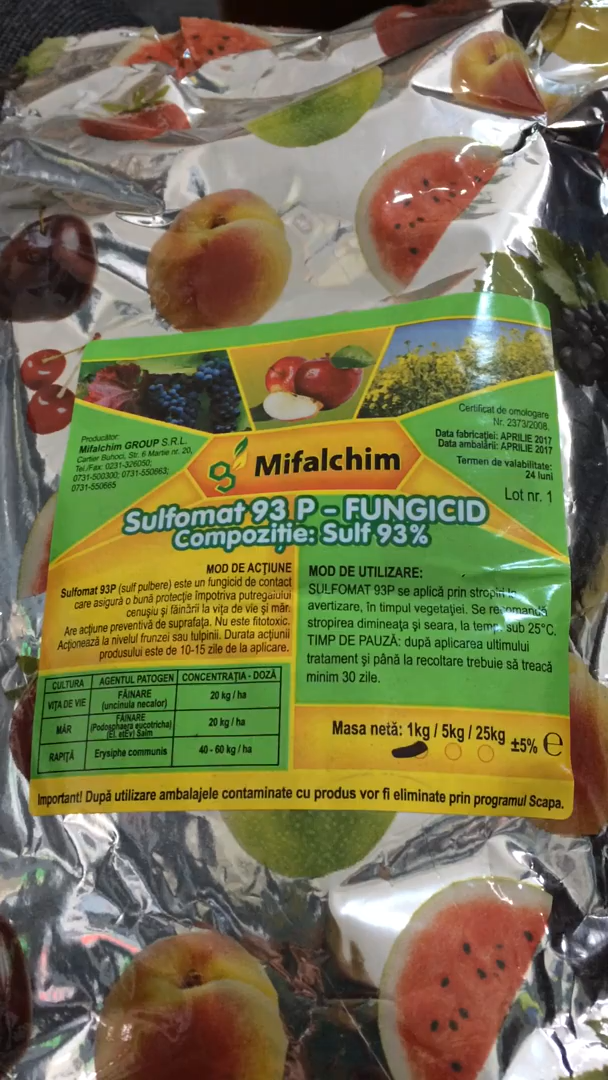 Producător:
Mifalchim GROUP S.R.L.
Cartier Buhoci, Str. 6 Martie nr. 20,
Tel./Fax: 0231-326050;
0731-500300; 0731-550663;
0731-550665
Certificat de omologare
Nr. 2373/2008.
Data fabricației: APRILIE 2017
Data ambalării: APRILIE 2017
Termen de valabilitate:
24 luni
Lot nr. 1
Mifalchim
Sulfomat 93 P - FUNGICID
Compoziție: Sulf 93%
MOD DE ACȚIUNE
Sulfomat 93P (sulf pulbere) este un fungicid de contact
care asigură o bună protecție împotriva putregaiului
cenușiu și făinării la vița de vie și măr.
Are acțiune preventivă de suprafața. Nu este fitotoxic.
Acționează la nivelul frunzei sau tulpinii. Durata acțiunii
produsului este de 10-15 zile de la aplicare.
MOD DE UTILIZARE:
SULFOMAT 93P se aplică prin stropiri la
avertizare, în timpul vegetației. Se recomandă
stropirea dimineața și seara, la temp. sub 25°C.
TIMP DE PAUZĂ: după aplicarea ultimului
tratament și până la recoltare trebuie să treacă
minim 30 zile.
CULTURA AGENTUL PATOGEN CONCENTRAȚIA - DOZĂ
VIȚA DE VIE FĂINARE (uncinula necalor) 20 kg / ha
MĂR FĂINARE (Podosphaera eucotricha) (El. etEv) Salm 20 kg / ha
RAPIȚĂ Erysiphe communis 40 - 60 kg / ha
Masa netă: 1kg / 5kg / 25kg ±5% e
Important! După utilizare ambalajele contaminate cu produs vor fi eliminate prin programul Scapa.